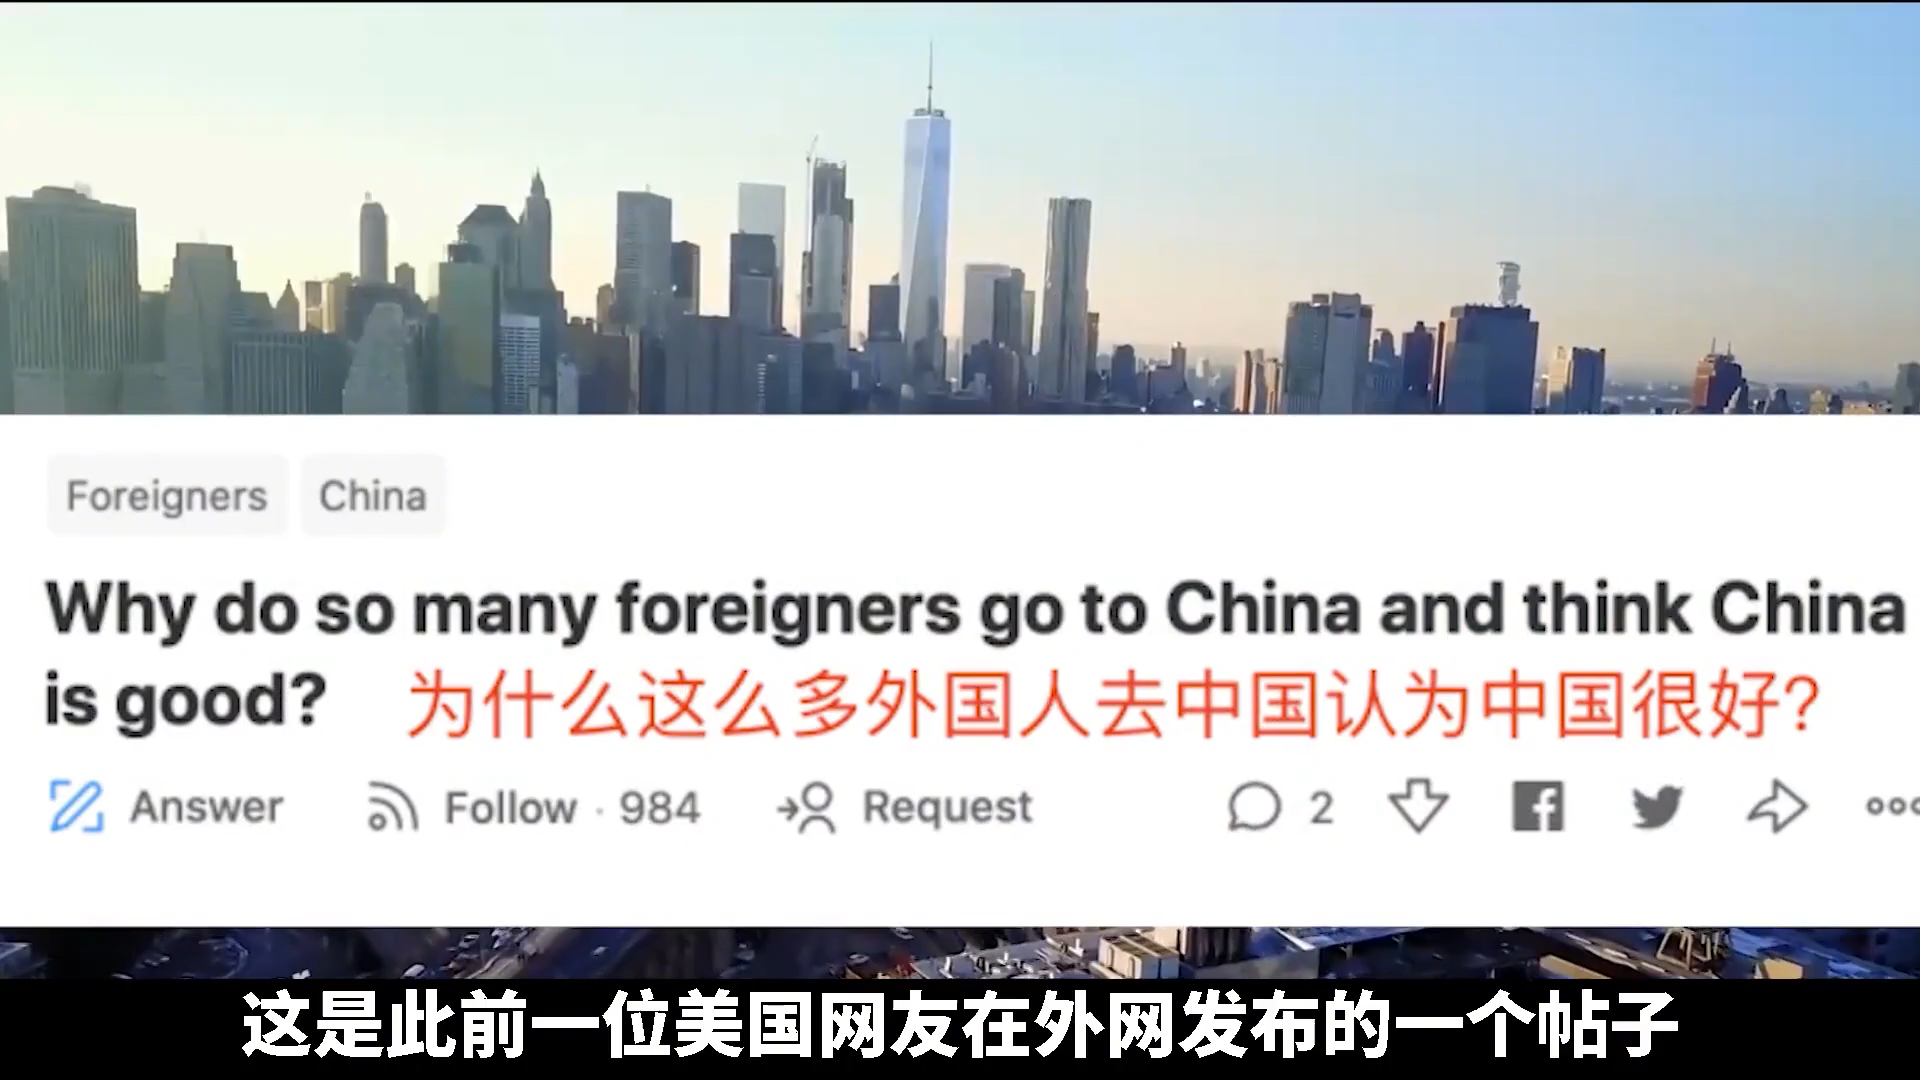 Foreigners China
Why do so many foreigners go to China and think China
is good? 为什么这么多外国人去中国认为中国很好?
Answer Follow · 984 Request 2
这是此前一位美国网友在外网发布的一个帖子